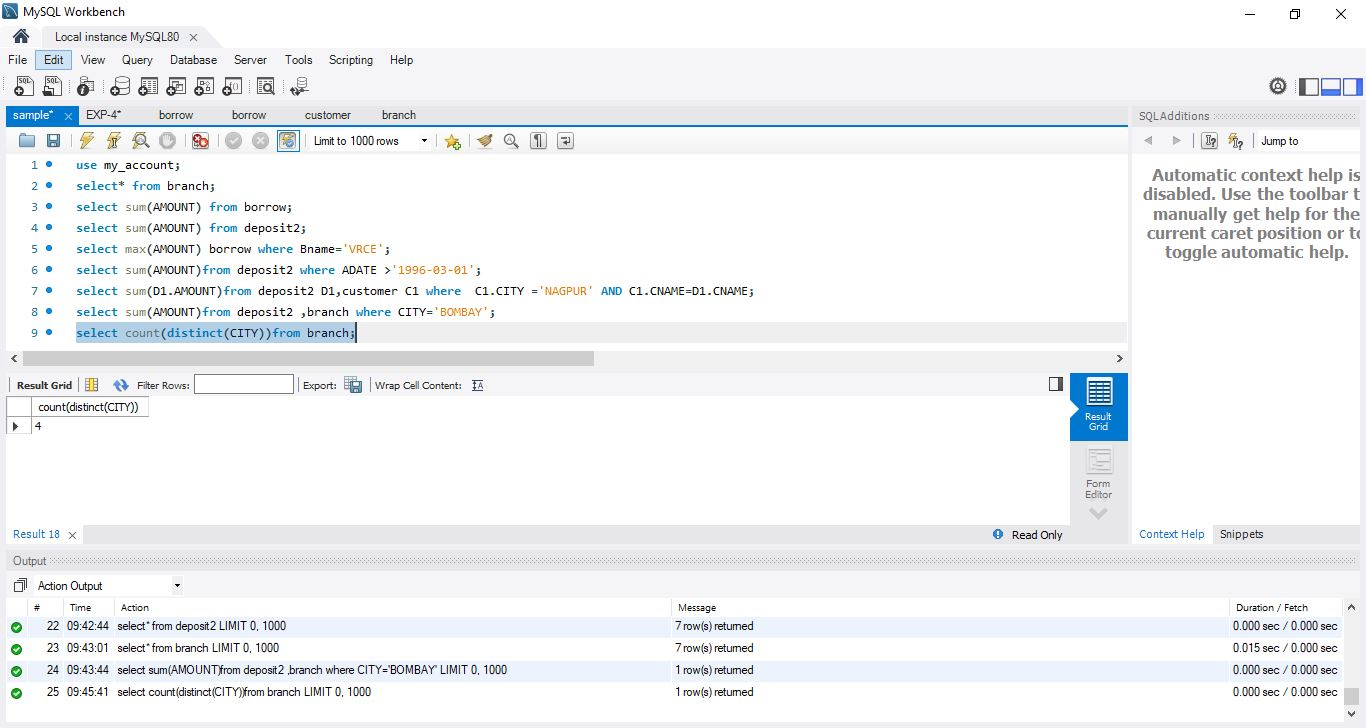 MySQL Workbench
Local instance MySQL80
File Edit View Query Database Server Tools Scripting Help
sample* EXP-4* borrow borrow customer branch
SQLAdditions
Limit to 1000 rows
Jump to
1 use my_account;
2 select* from branch;
3 select sum(AMOUNT) from borrow;
4 select sum(AMOUNT) from deposit2;
5 select max(AMOUNT) borrow where Bname='VRCE';
6 select sum(AMOUNT)from deposit2 where ADATE >'1996-03-01';
7 select sum(D1.AMOUNT)from deposit2 D1,customer C1 where  C1.CITY ='NAGPUR' AND C1.CNAME=D1.CNAME;
8 select sum(AMOUNT)from deposit2 ,branch where CITY='BOMBAY';
9 select count(distinct(CITY))from branch;
Automatic context help is
disabled. Use the toolbar t
manually get help for the
current caret position or to
toggle automatic help.
Result Grid Filter Rows: Export: Wrap Cell Content:
count(distinct(CITY))
4
Result
Grid
Form
Editor
Result 18
Read Only
Context Help Snippets
Output
Action Output
# Time Action Message Duration / Fetch
22 09:42:44 select* from deposit2 LIMIT 0, 1000 7 row(s) returned 0.000 sec / 0.000 sec
23 09:43:01 select* from branch LIMIT 0, 1000 7 row(s) returned 0.015 sec / 0.000 sec
24 09:43:44 select sum(AMOUNT)from deposit2 ,branch where CITY='BOMBAY' LIMIT 0, 1000 1 row(s) returned 0.000 sec / 0.000 sec
25 09:45:41 select count(distinct(CITY))from branch LIMIT 0, 1000 1 row(s) returned 0.000 sec / 0.000 sec